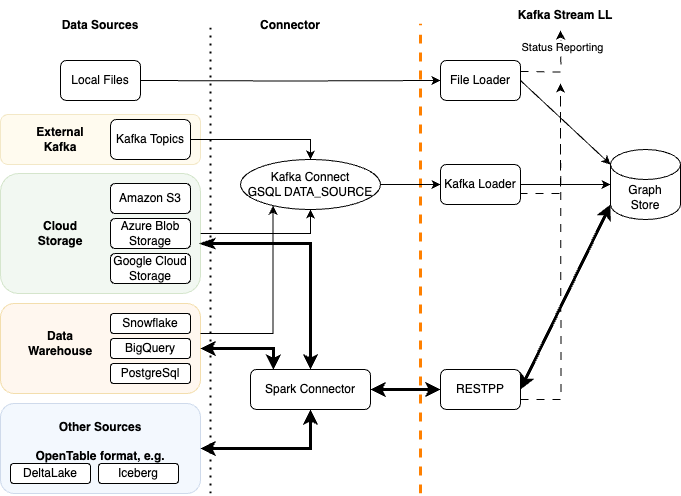 Kafka Stream LL
Data Sources
Connector
Status Reporting
Local Files
File Loader
External
Kafka
Kafka Topics
Kafka Connect
GSQL DATA_SOURCE
Kafka Loader
Graph
Store
Cloud
Storage
Amazon S3
Azure Blob
Storage
Google Cloud
Storage
Data
Warehouse
Snowflake
BigQuery
PostgreSql
Spark Connector
RESTPP
Other Sources
OpenTable format, e.g.
DeltaLake
Iceberg